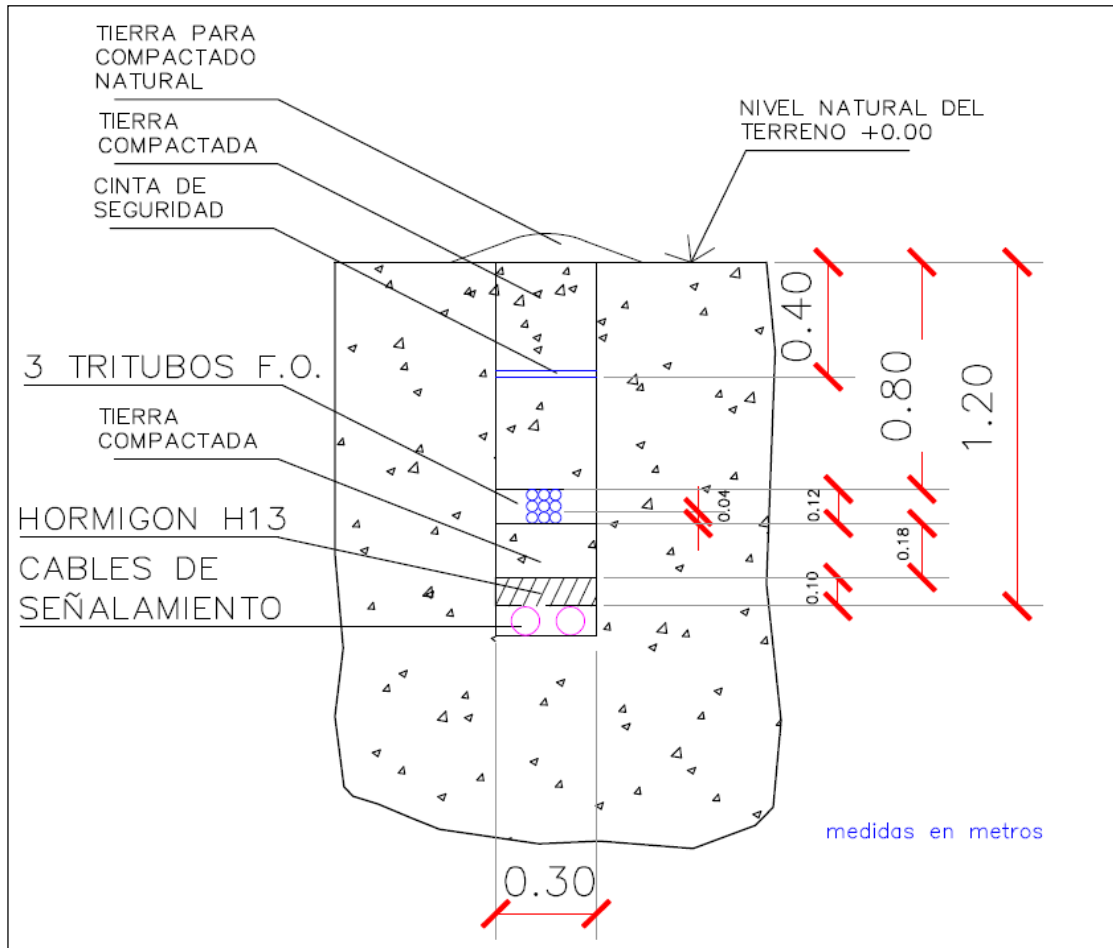 TIERRA PARA
COMPACTADO
NATURAL
TIERRA
COMPACTADA
CINTA DE
SEGURIDAD
3 TRITUBOS F.O.
TIERRA
COMPACTADA
HORMIGON H13
CABLES DE
SEÑALAMIENTO
NIVEL NATURAL DEL
TERRENO +0.00
0.40
0.80
1.20
0.04
0.12
0.18
0.10
medidas en metros
0.30